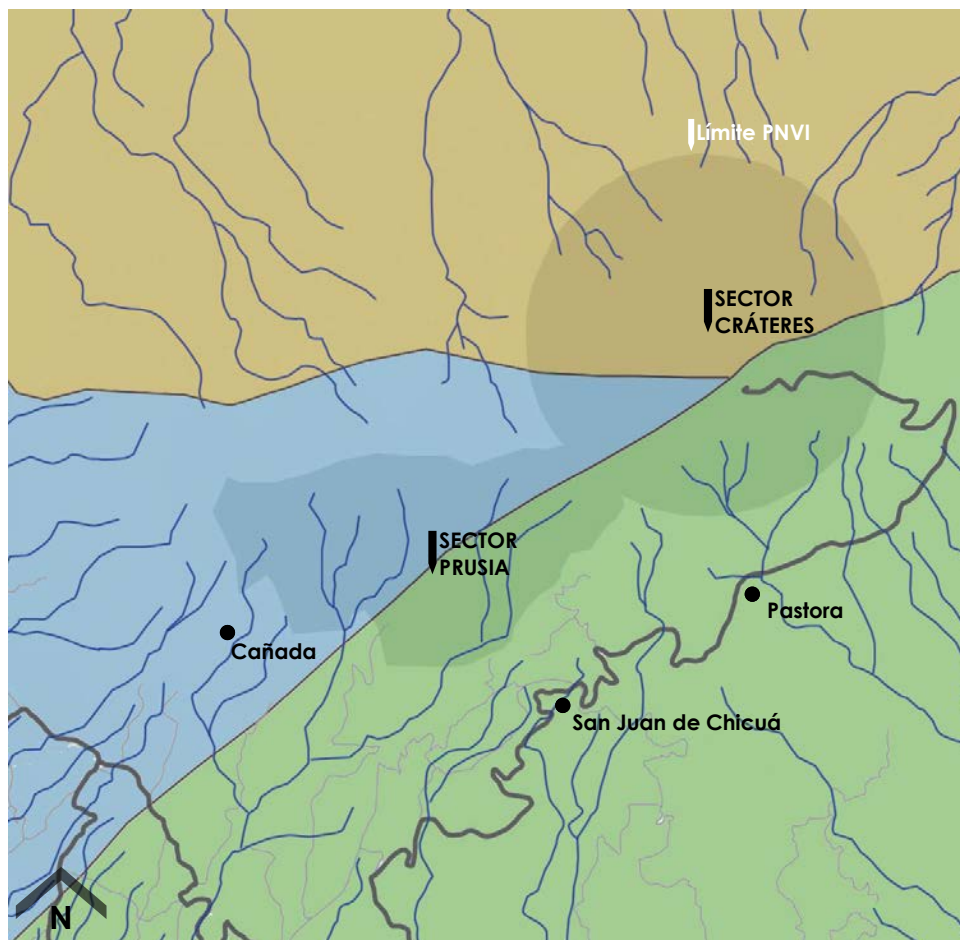 Límite PNVI
SECTOR
CRÁTERES
SECTOR
PRUSIA
Pastora
Cañada
San Juan de Chicuá
N